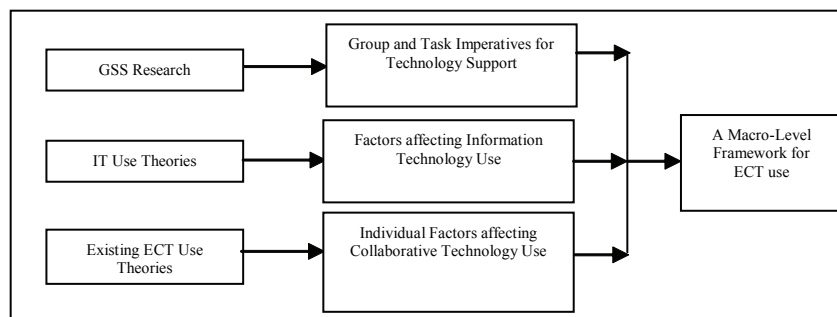 GSS Research
Group and Task Imperatives for
Technology Support
IT Use Theories
Factors affecting Information
Technology Use
Existing ECT Use
Theories
Individual Factors affecting
Collaborative Technology Use
A Macro-Level
Framework for
ECT use